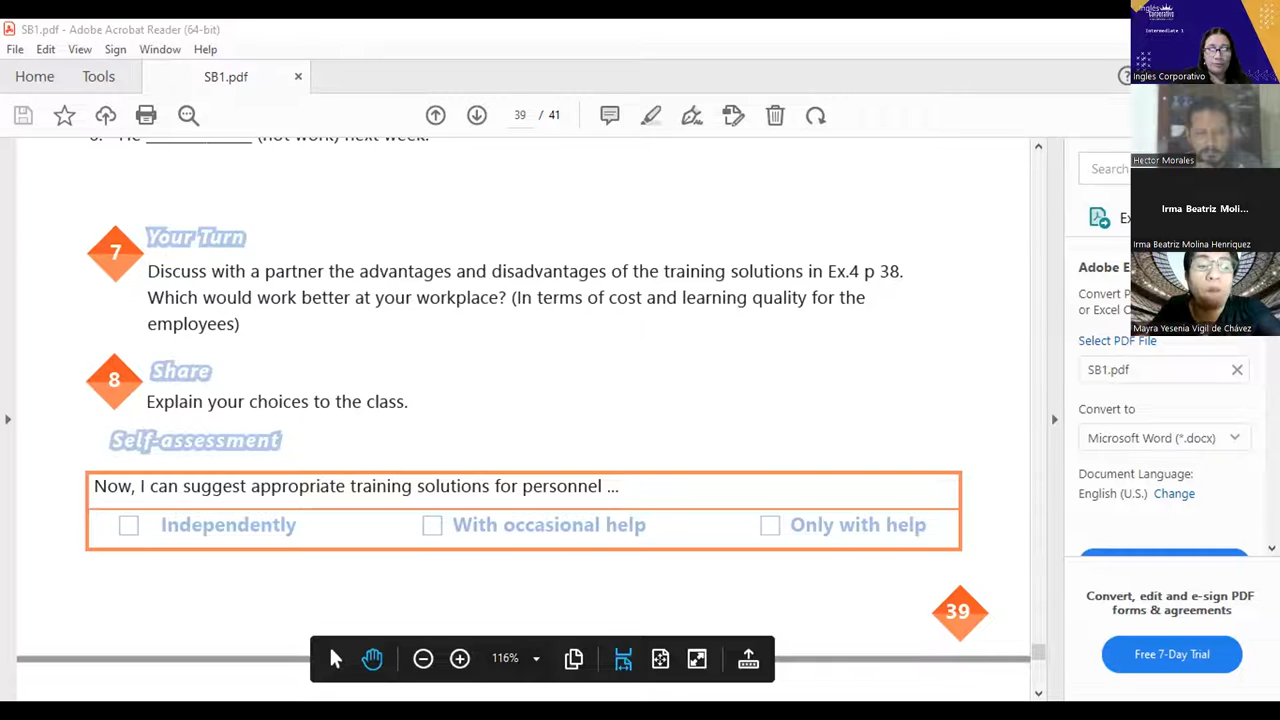 SB1.pdf - Adobe Acrobat Reader (64-bit)
File Edit View Sign Window Help
Home Tools SB1.pdf
39 / 41
(not work) next week.
7
Your Turn
Discuss with a partner the advantages and disadvantages of the training solutions in Ex.4 p 38.
Which would work better at your workplace? (In terms of cost and learning quality for the
employees)
8
Share
Explain your choices to the class.
Self-assessment
Now, I can suggest appropriate training solutions for personnel ...
Independently With occasional help Only with help
39
116%
Search
Adobe
Convert
or Excel
Select PDF File
SB1.pdf
Convert to
Microsoft Word (*.docx)
Document Language:
English (U.S.) Change
Convert, edit and e-sign PDF
forms & agreements
Free 7-Day Trial
Inglés
Corporativo
Intermediate 1
Ingles Corporativo
Hector Morales
Irma Beatriz Moli...
Irma Beatriz Molina Henriquez
Mayra Yesenia Vigil de Chávez